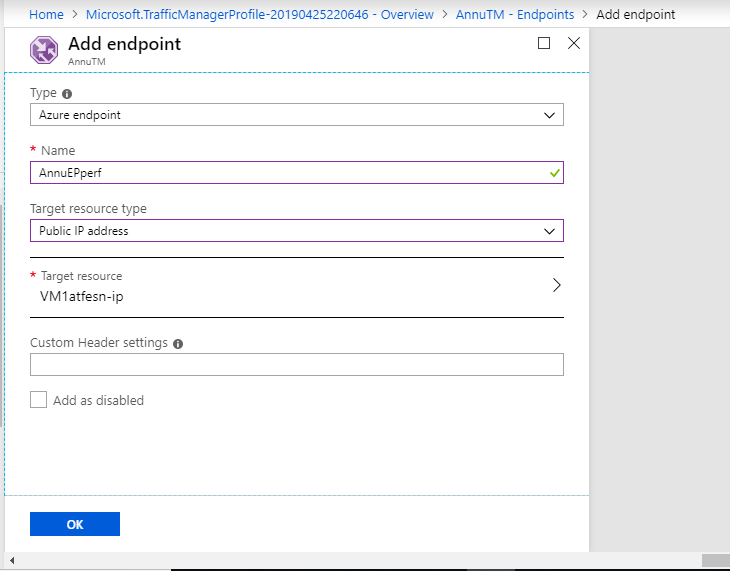 Home > Microsoft.TrafficManagerProfile-20190425220646 - Overview > AnnuTM - Endpoints > Add endpoint
Add endpoint
AnnuTM
Type
Azure endpoint
* Name
AnnuEPperf
Target resource type
Public IP address
* Target resource
VM1atfesn-ip
Custom Header settings
Add as disabled
OK